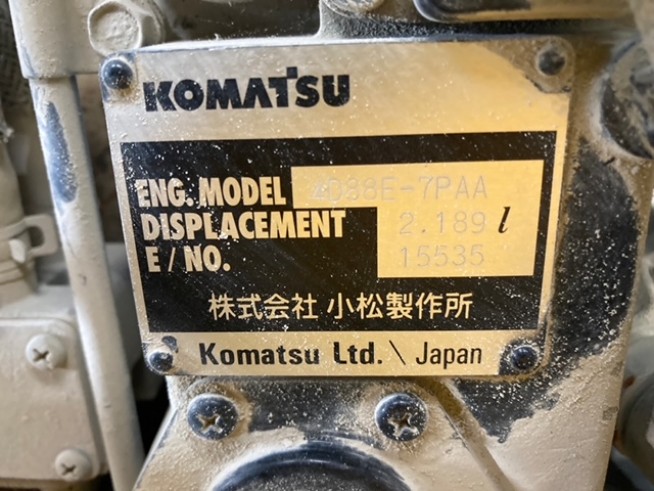 KOMATSU
ENG. MODEL 4D88E-7PAA
DISPLACEMENT 2.189 l
E / NO. 15535
株式会社 小松製作所
Komatsu Ltd. \ Japan